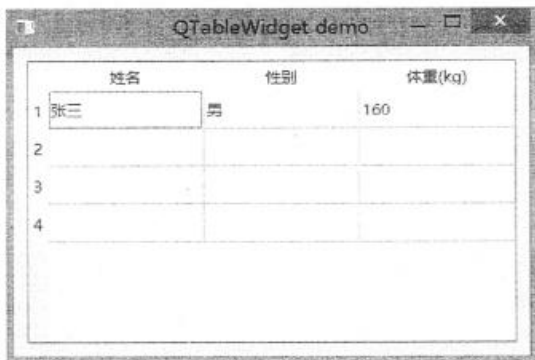 QTableWidget demo
姓名 性别 体重(kg)
1 张三 男 160
2
3
4